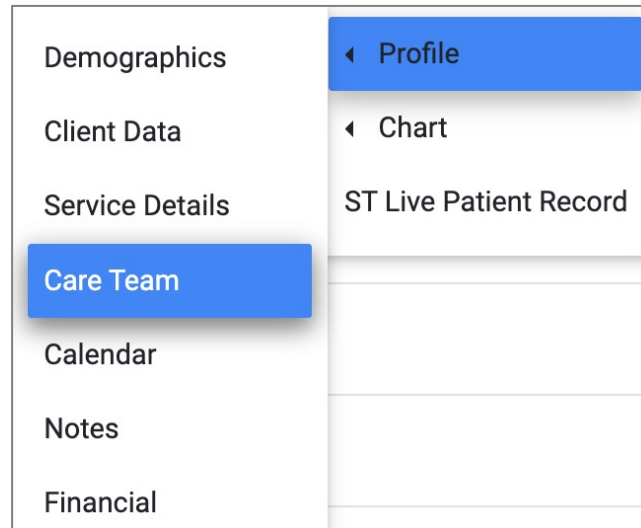 Demographics
Client Data
Service Details
Care Team
Calendar
Notes
Financial
Profile
Chart
ST Live Patient Record